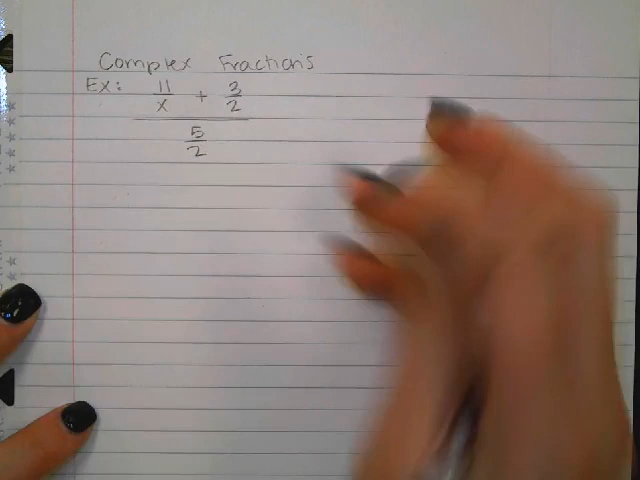 Complex Fractions
Ex: 11/x + 3/2
5/2